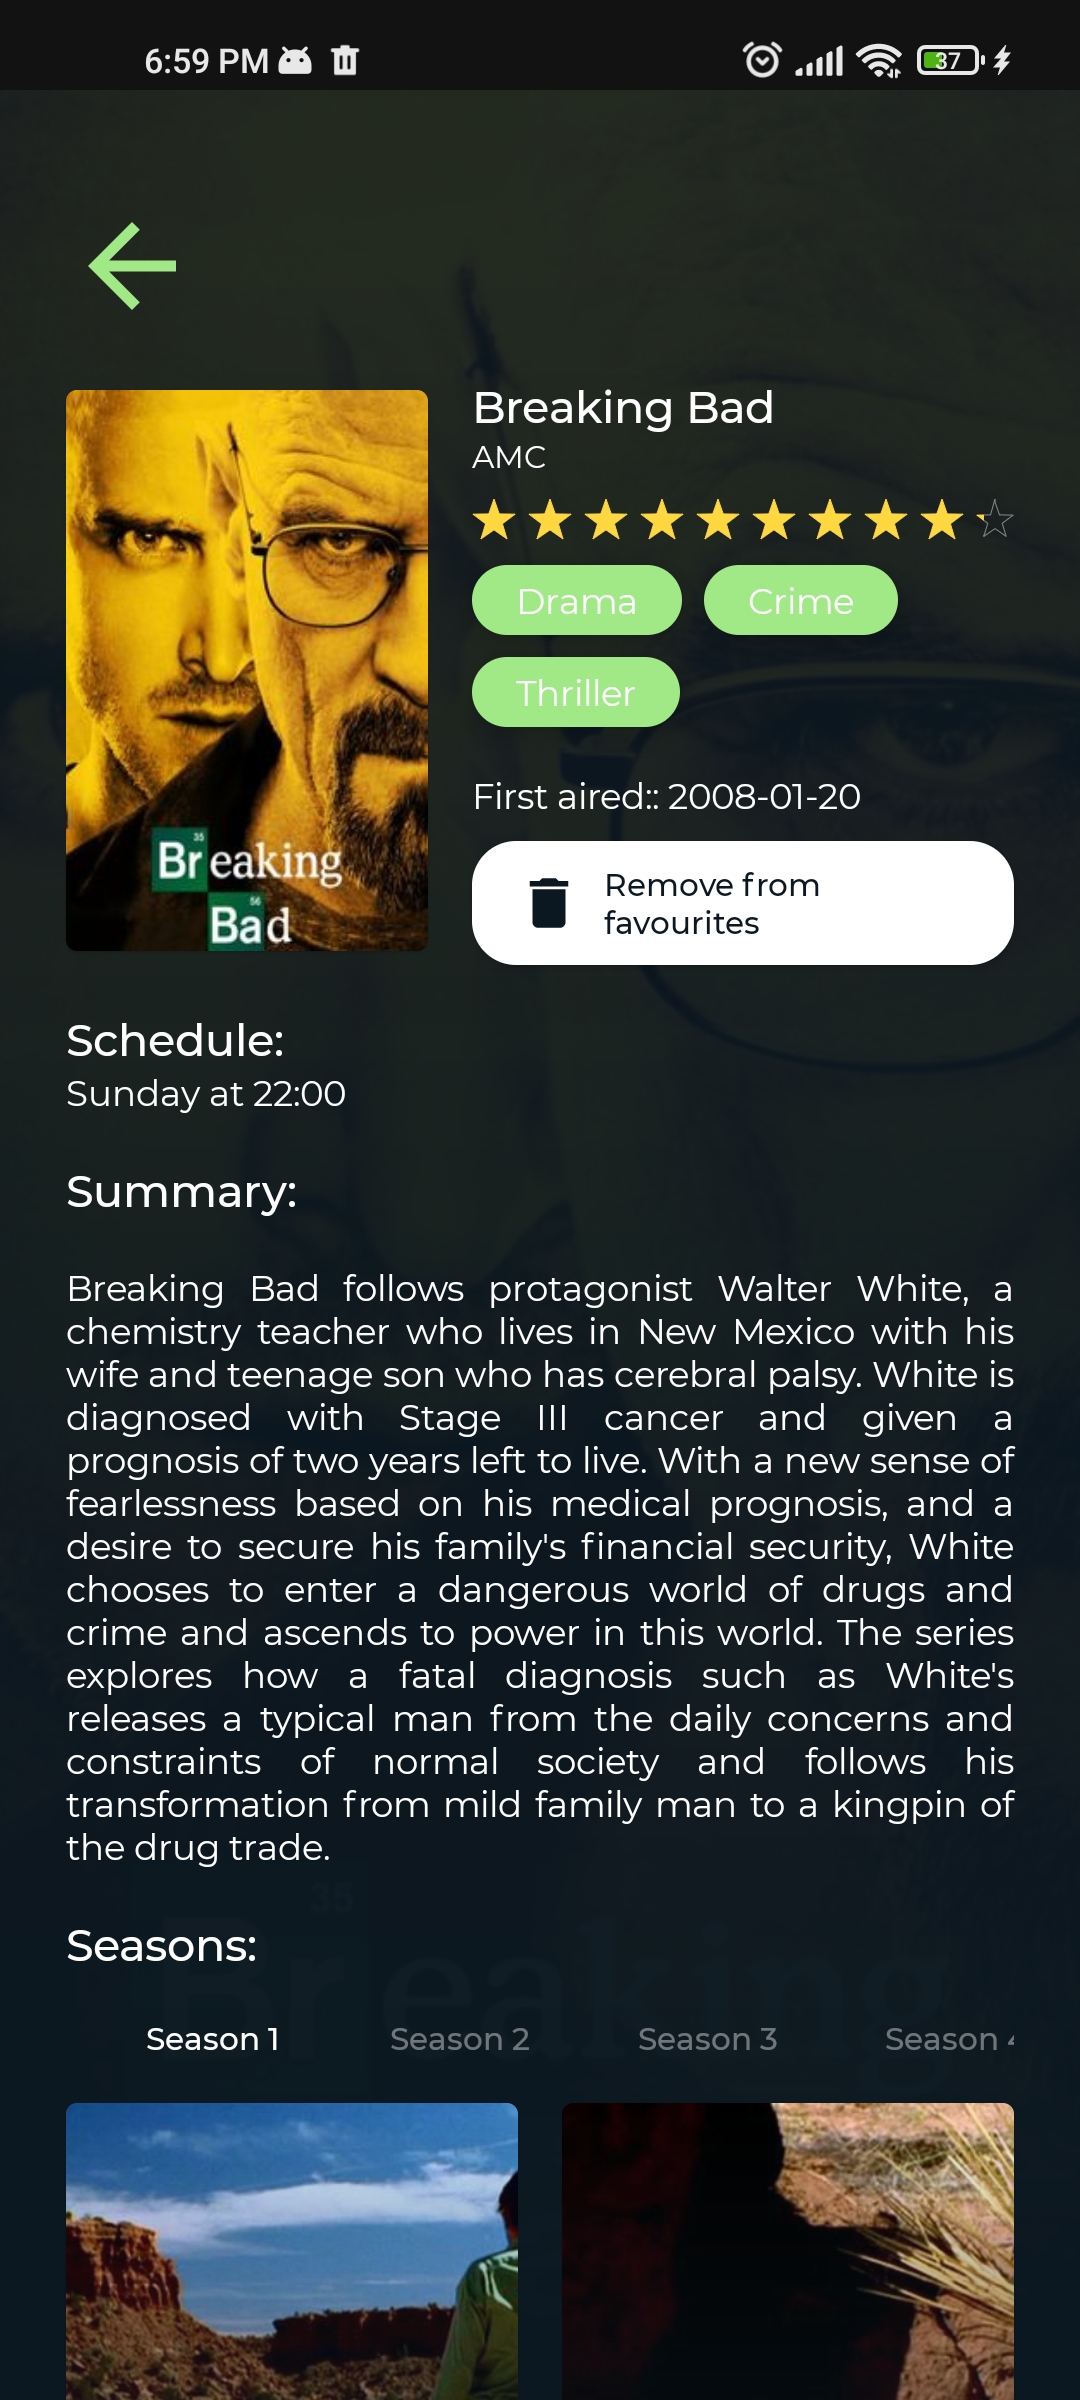 6:59 PM
37
Breaking Bad
AMC
Drama
Crime
Thriller
First aired:: 2008-01-20
Remove from
favourites
35
Breaking
56
Bad
Schedule:
Sunday at 22:00
Summary:
Breaking Bad follows protagonist Walter White, a
chemistry teacher who lives in New Mexico with his
wife and teenage son who has cerebral palsy. White is
diagnosed with Stage III cancer and given a
prognosis of two years left to live. With a new sense of
fearlessness based on his medical prognosis, and a
desire to secure his family's financial security, White
chooses to enter a dangerous world of drugs and
crime and ascends to power in this world. The series
explores how a fatal diagnosis such as White's
releases a typical man from the daily concerns and
constraints of normal society and follows his
transformation from mild family man to a kingpin of
the drug trade.
35
Breaking
Seasons:
Season 1
Season 2
Season 3
Season 4